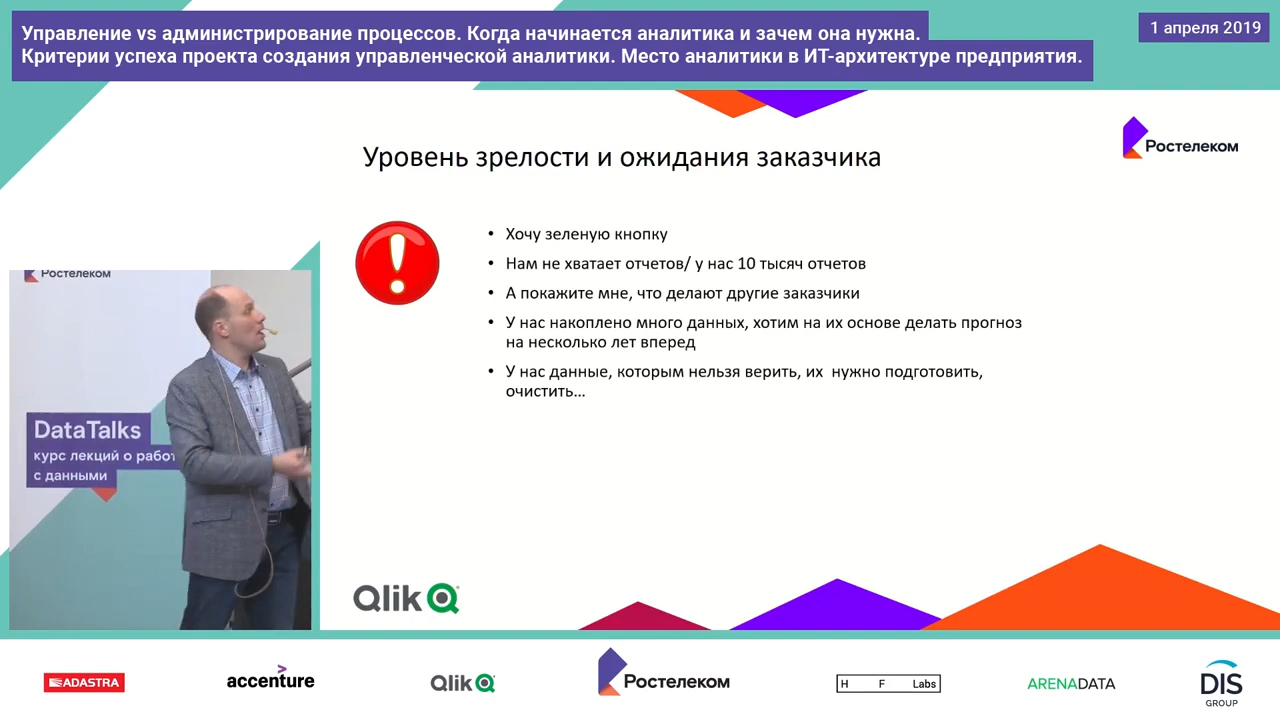 Управление vs администрирование процессов. Когда начинается аналитика и зачем она нужна.
Критерии успеха проекта создания управленческой аналитики. Место аналитики в ИТ-архитектуре предприятия.
1 апреля 2019
Ростелеком
Уровень зрелости и ожидания заказчика
• Хочу зеленую кнопку
• Нам не хватает отчетов/ у нас 10 тысяч отчетов
• А покажите мне, что делают другие заказчики
• У нас накоплено много данных, хотим на их основе делать прогноз
на несколько лет вперед
• У нас данные, которым нельзя верить, их нужно подготовить,
очистить…
Ростелеком
DataTalks
курс лекций о
с данными
Qlik
ADASTRA
accenture
Qlik
Ростелеком
H F Labs
ARENADATA
DIS
GROUP